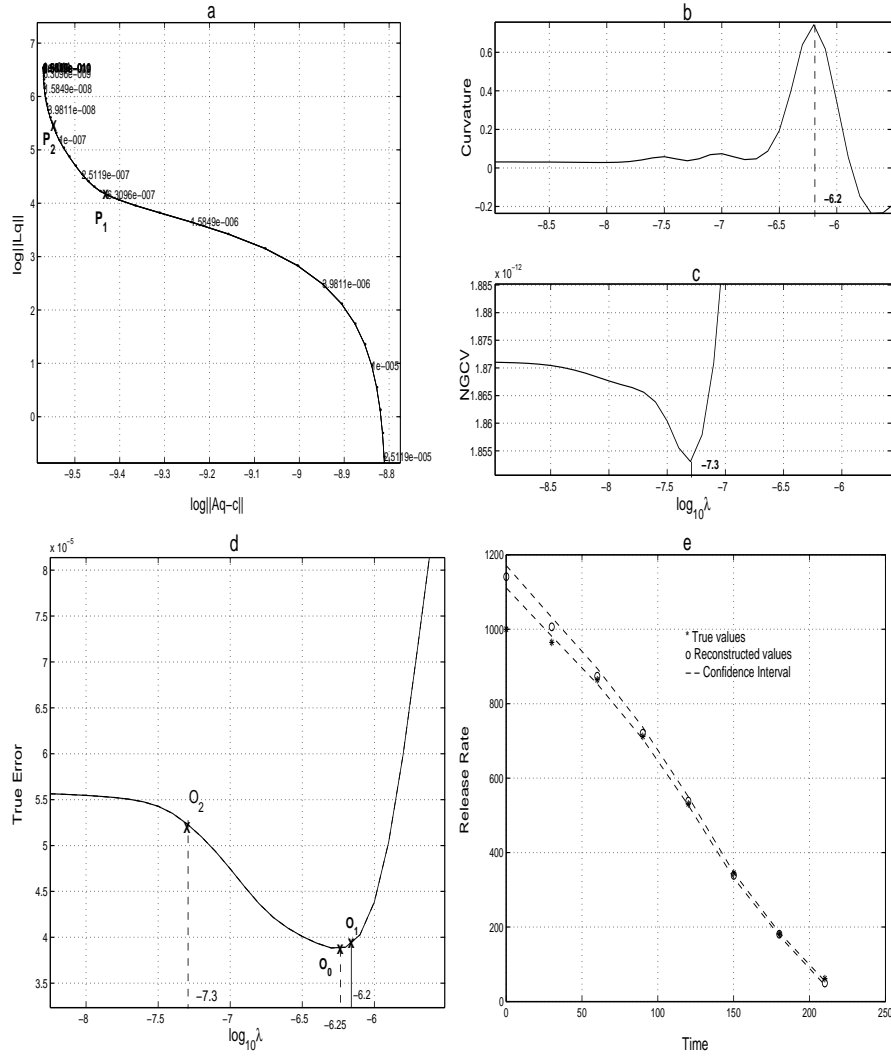 a
7
6
5
4
3
2
1
0
log||Lq||
1.5849e−008
3.9811e−008
P2
1e−007
2.5119e−007
6.3096e−007
P1
1.5849e−006
3.9811e−006
1e−005
2.5119e−005
−9.5
−9.4
−9.3
−9.2
−9.1
−9
−8.9
−8.8
log||Aq−c||
b
0.6
0.4
0.2
0
−0.2
Curvature
−6.2
−8.5
−8
−7.5
−7
−6.5
−6
−5.5
c
x 10−12
1.885
1.88
1.875
1.87
1.865
1.86
1.855
NGCV
−7.3
−8.5
−8
−7.5
−7
−6.5
−6
log10λ
d
x 10−5
8
7.5
7
6.5
6
5.5
5
4.5
4
3.5
True Error
O2
O1
O0
−7.3
−6.2
−8
−7.5
−7
−6.5
−6.25
−6
log10λ
e
1200
1000
800
600
400
200
0
Release Rate
* True values
o Reconstructed values
−− Confidence Interval
0
50
100
150
200
250
Time